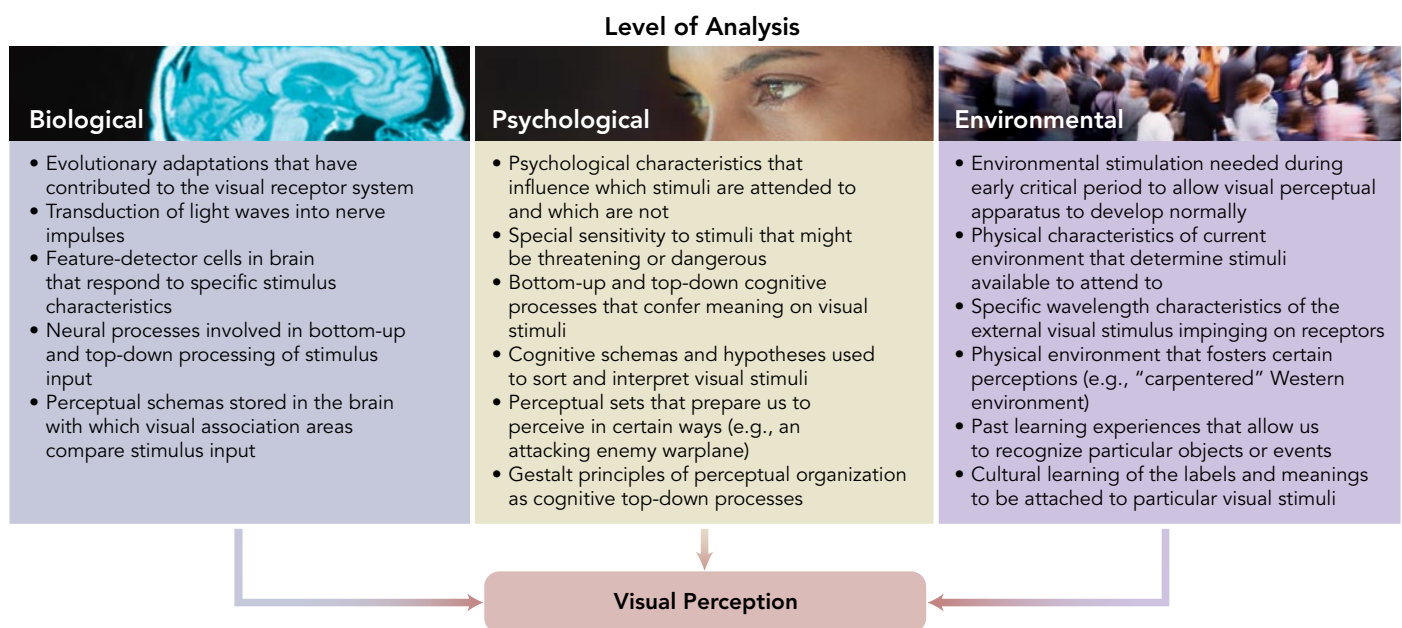 Level of Analysis
Biological
• Evolutionary adaptations that have
contributed to the visual receptor system
• Transduction of light waves into nerve
impulses
• Feature-detector cells in brain
that respond to specific stimulus
characteristics
• Neural processes involved in bottom-up
and top-down processing of stimulus
input
• Perceptual schemas stored in the brain
with which visual association areas
compare stimulus input
Psychological
• Psychological characteristics that
influence which stimuli are attended to
and which are not
• Special sensitivity to stimuli that might
be threatening or dangerous
• Bottom-up and top-down cognitive
processes that confer meaning on visual
stimuli
• Cognitive schemas and hypotheses used
to sort and interpret visual stimuli
• Perceptual sets that prepare us to
perceive in certain ways (e.g., an
attacking enemy warplane)
• Gestalt principles of perceptual organization
as cognitive top-down processes
Environmental
• Environmental stimulation needed during
early critical period to allow visual perceptual
apparatus to develop normally
• Physical characteristics of current
environment that determine stimuli
available to attend to
• Specific wavelength characteristics of the
external visual stimulus impinging on receptors
• Physical environment that fosters certain
perceptions (e.g., “carpentered” Western
environment)
• Past learning experiences that allow us
to recognize particular objects or events
• Cultural learning of the labels and meanings
to be attached to particular visual stimuli
Visual Perception